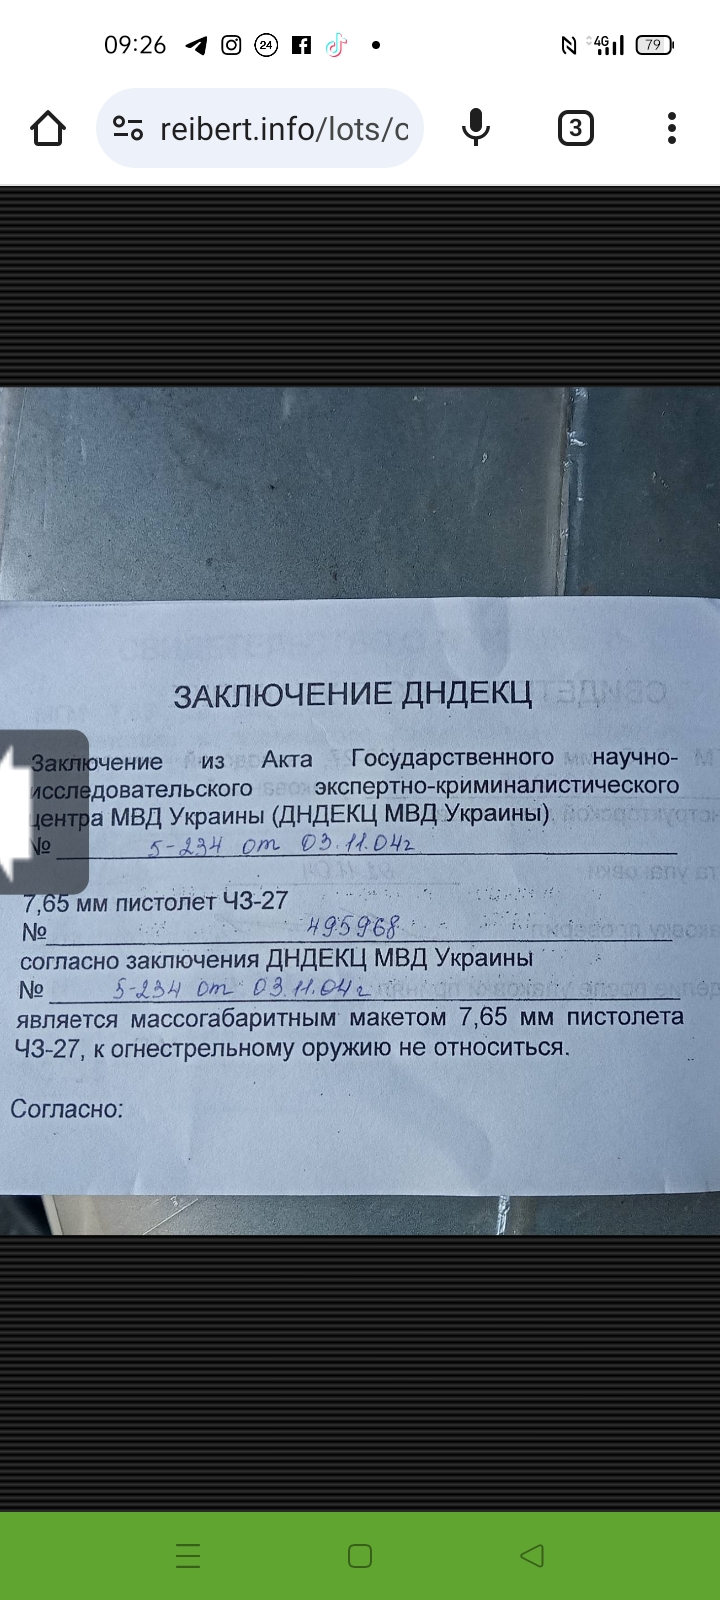 09:26
24
4G
79
reibert.info/lots/c
3
ЗАКЛЮЧЕНИЕ ДНДЕКЦ
Заключение из Акта Государственного научно-
исследовательского экспертно-криминалистического
центра МВД Украины (ДНДЕКЦ МВД Украины)
№ 5-234 от 03.11.04г
7,65 мм пистолет ЧЗ-27
№ 495968
согласно заключения ДНДЕКЦ МВД Украины
№ 5-234 от 03.11.04г
является массогабаритным макетом 7,65 мм пистолета
ЧЗ-27, к огнестрельному оружию не относиться.
Согласно: